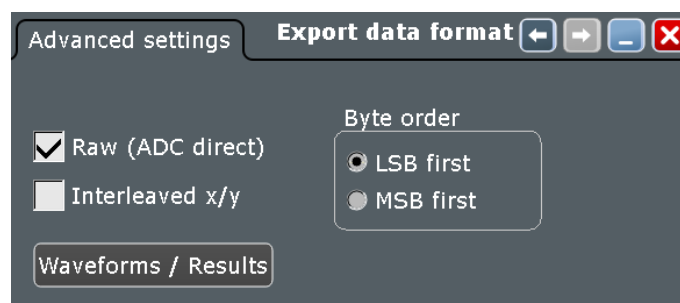 Advanced settings
Export data format
Raw (ADC direct)
Interleaved x/y
Waveforms / Results
Byte order
LSB first
MSB first